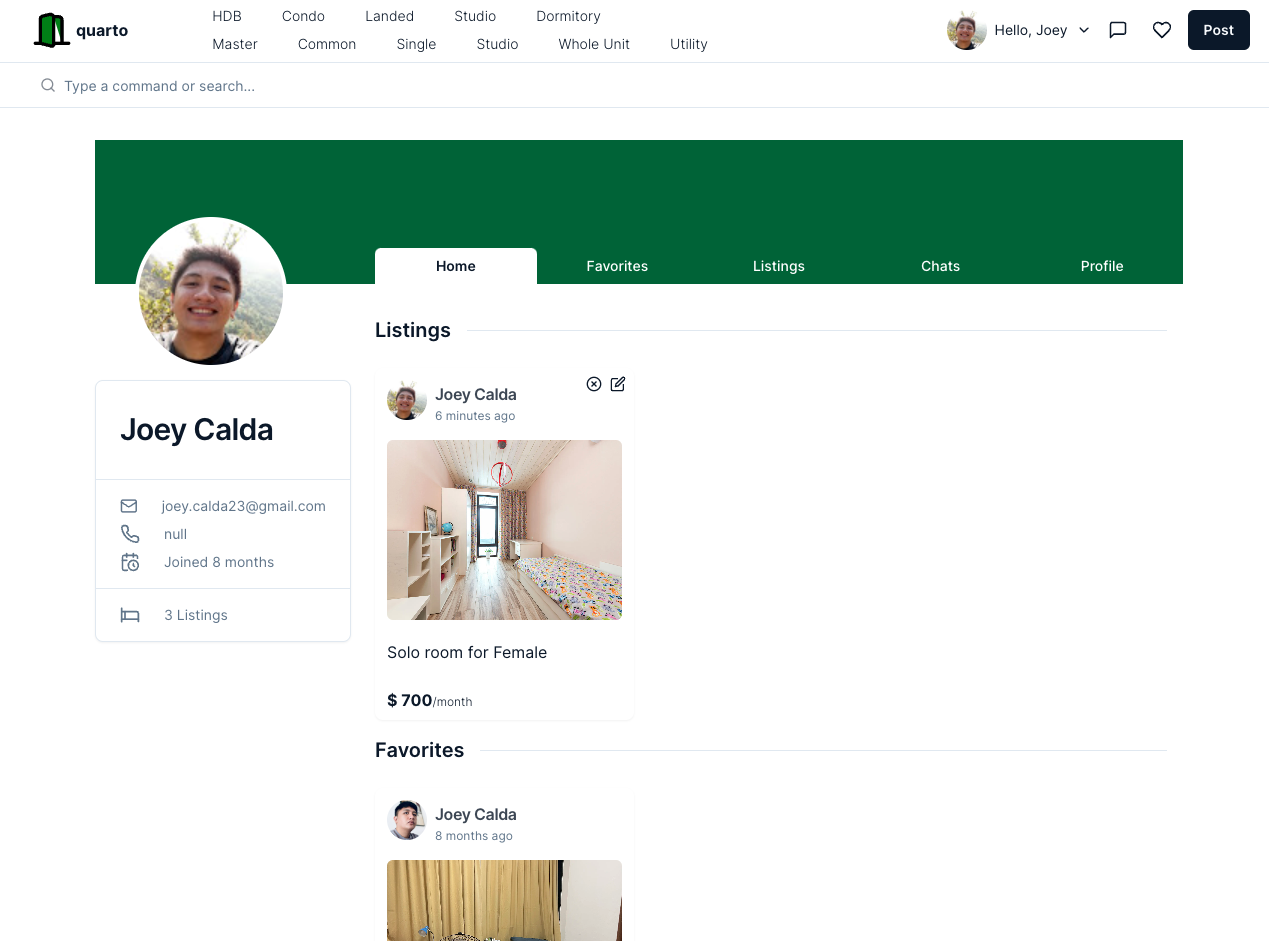 quarto
HDB Condo Landed Studio Dormitory
Master Common Single Studio Whole Unit Utility
Hello, Joey
Post
Type a command or search...
Home Favorites Listings Chats Profile
Joey Calda
joey.calda23@gmail.com
null
Joined 8 months
3 Listings
Listings
Joey Calda
6 minutes ago
Solo room for Female
$ 700/month
Favorites
Joey Calda
8 months ago